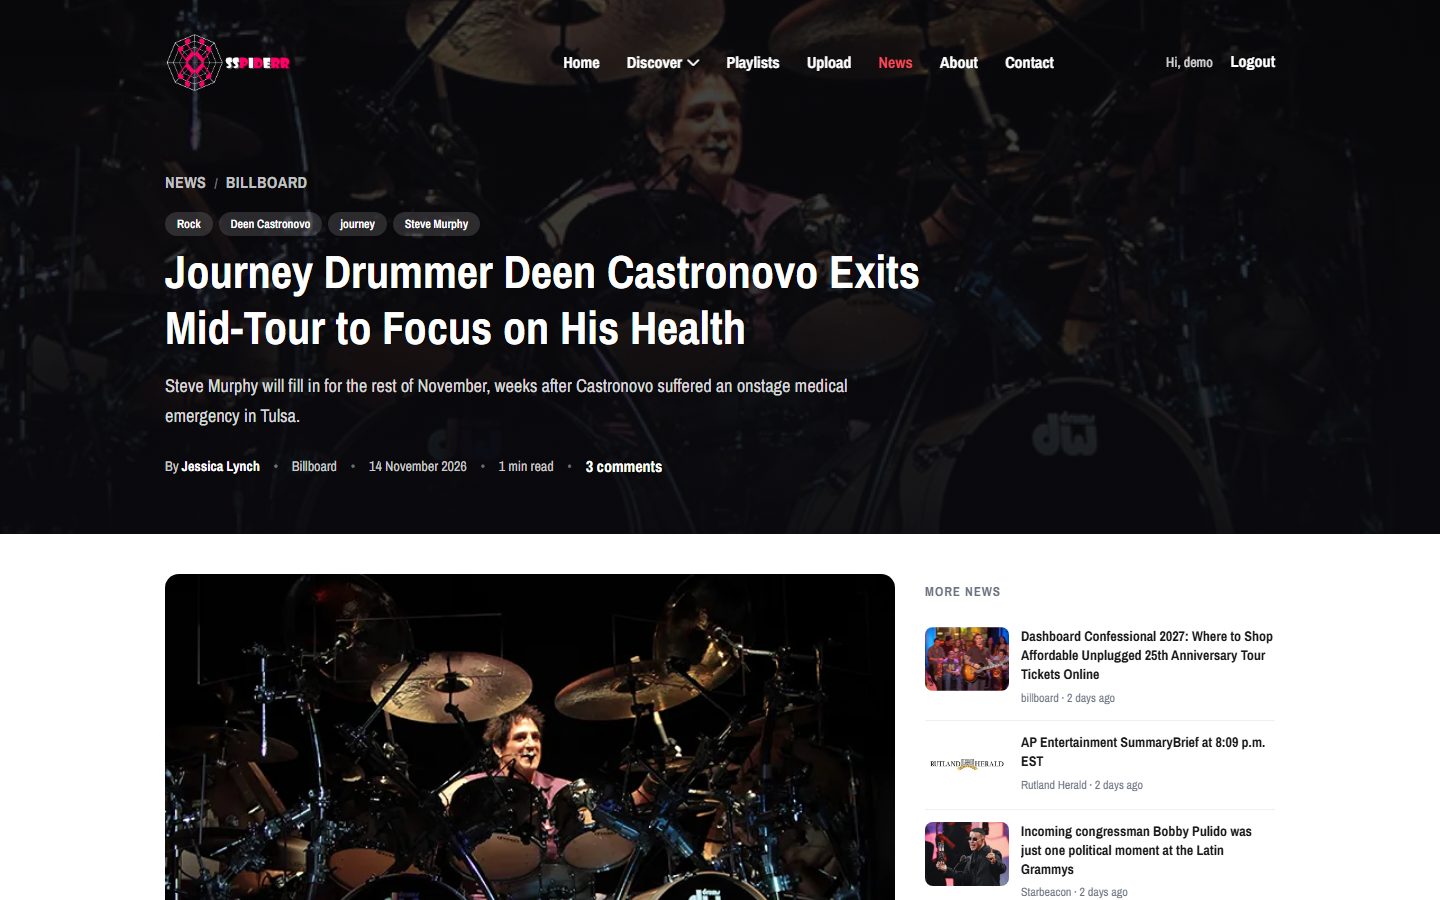 SSPIDERR
Home Discover Playlists Upload News About Contact
Hi, demo Logout
NEWS / BILLBOARD
Rock Deen Castronovo journey Steve Murphy
Journey Drummer Deen Castronovo Exits
Mid-Tour to Focus on His Health
Steve Murphy will fill in for the rest of November, weeks after Castronovo suffered an onstage medical
emergency in Tulsa.
By Jessica Lynch • Billboard • 14 November 2026 • 1 min read • 3 comments
MORE NEWS
Dashboard Confessional 2027: Where to Shop
Affordable Unplugged 25th Anniversary Tour
Tickets Online
billboard · 2 days ago
RUTLAND HERALD
AP Entertainment SummaryBrief at 8:09 p.m.
EST
Rutland Herald · 2 days ago
Incoming congressman Bobby Pulido was
just one political moment at the Latin
Grammys
Starbeacon · 2 days ago
dw
drums